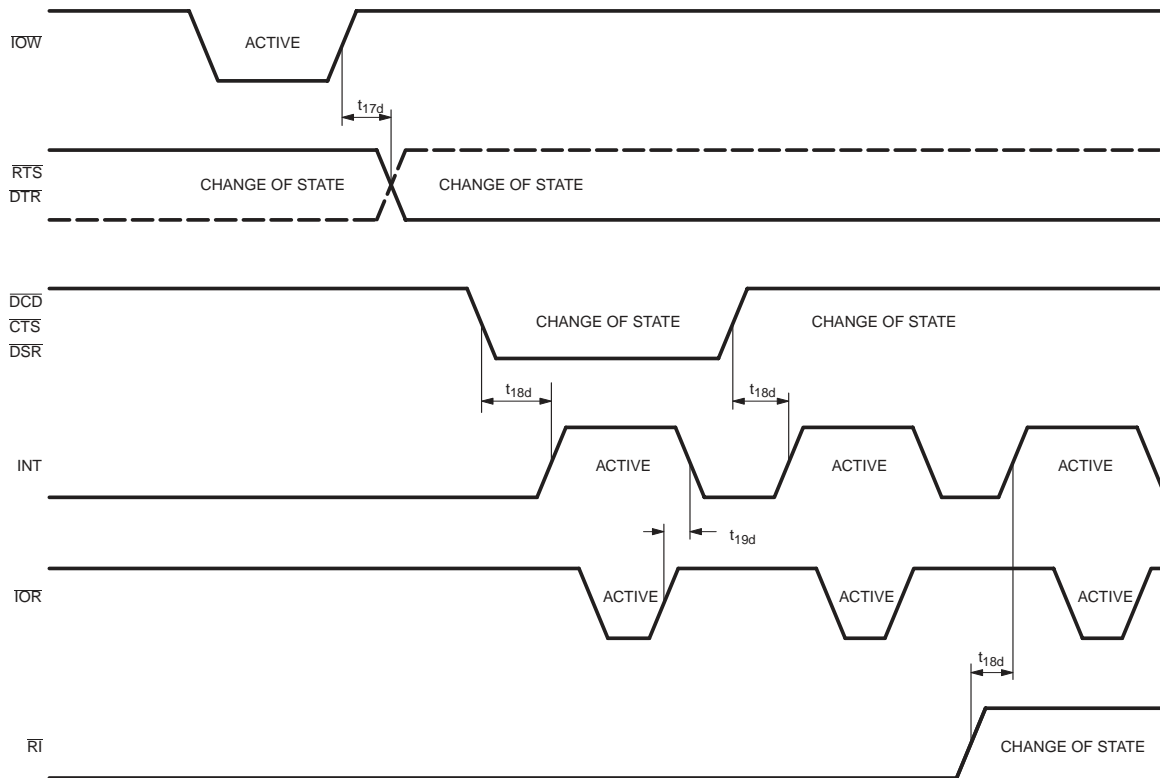 IOW
ACTIVE
t17d
RTS
DTR
CHANGE OF STATE
CHANGE OF STATE
DCD
CTS
DSR
CHANGE OF STATE
CHANGE OF STATE
t18d
t18d
INT
ACTIVE
ACTIVE
ACTIVE
t19d
IOR
ACTIVE
ACTIVE
ACTIVE
t18d
RI
CHANGE OF STATE